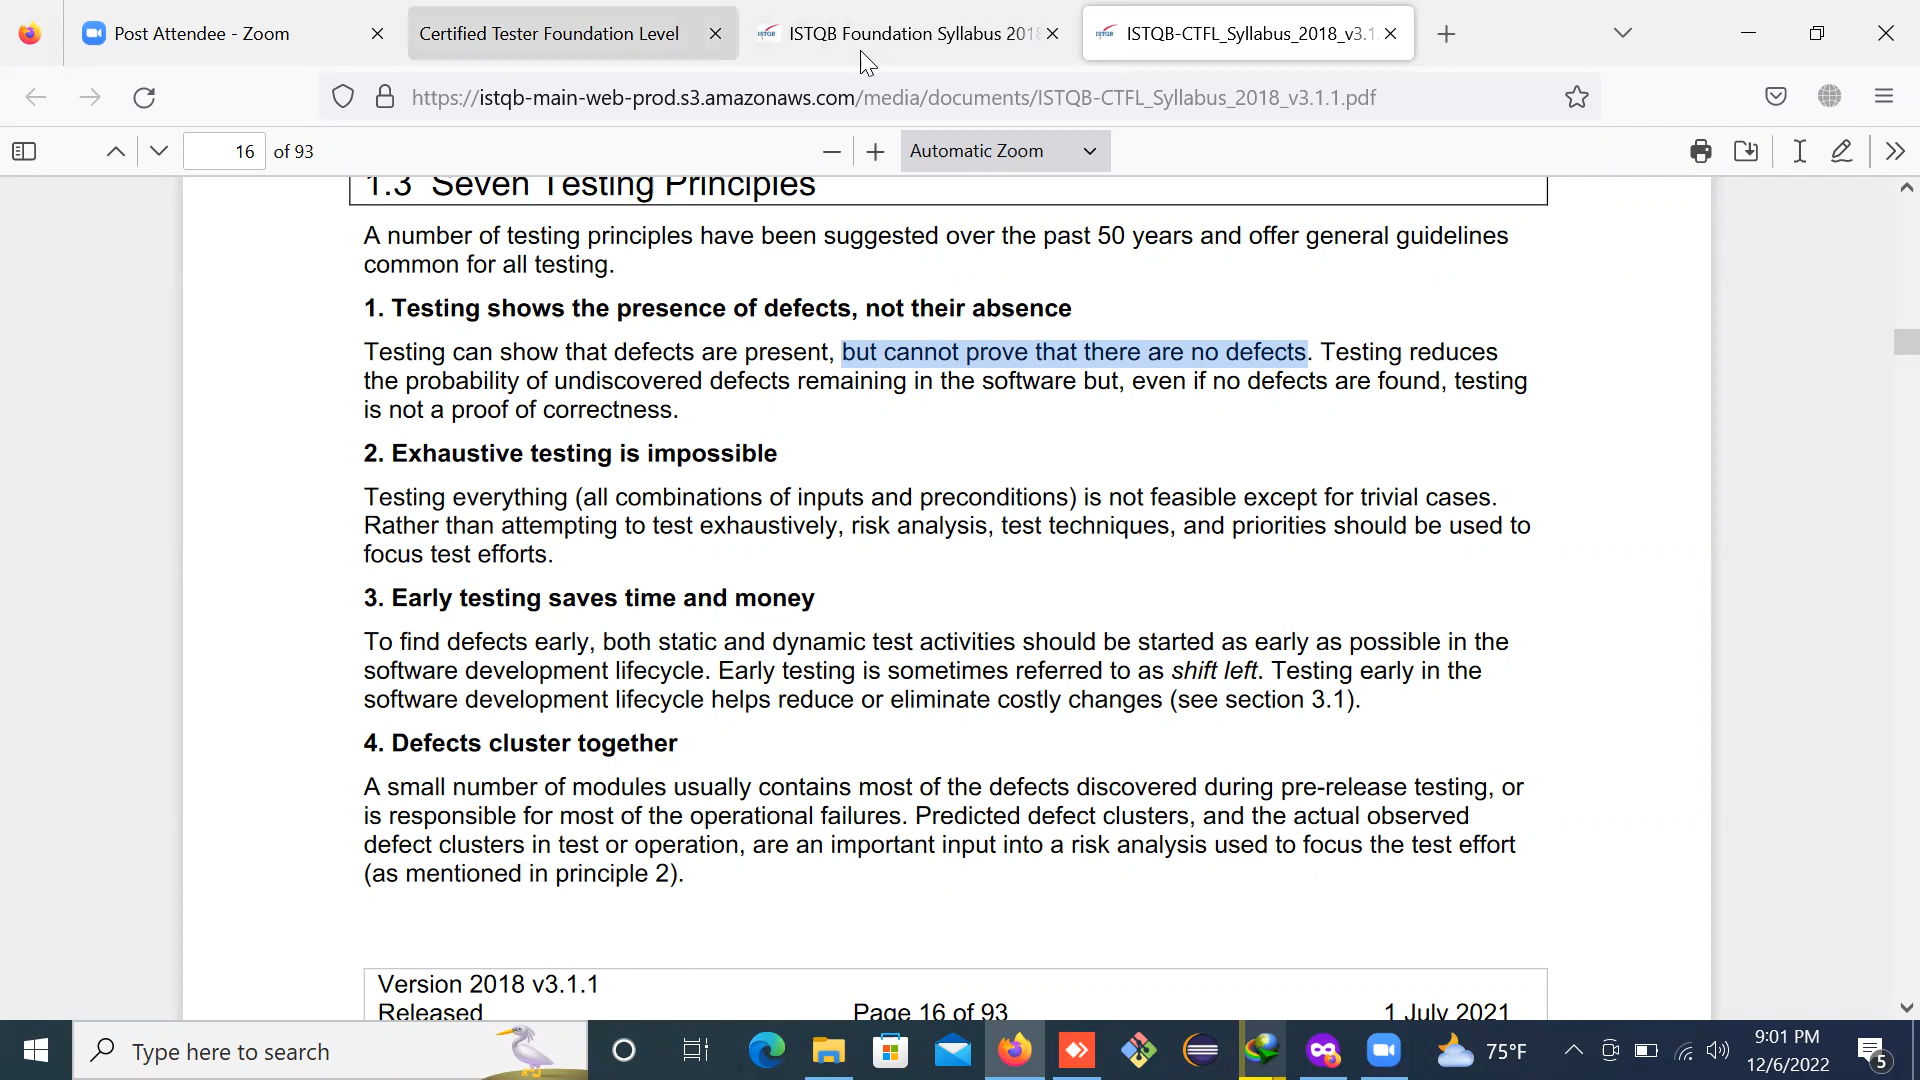 Post Attendee - Zoom
Certified Tester Foundation Level
ISTQB Foundation Syllabus 201
ISTQB-CTFL_Syllabus_2018_v3.1.
https://istqb-main-web-prod.s3.amazonaws.com/media/documents/ISTQB-CTFL_Syllabus_2018_v3.1.1.pdf
16 of 93
Automatic Zoom
1.3 Seven Testing Principles
A number of testing principles have been suggested over the past 50 years and offer general guidelines
common for all testing.
1. Testing shows the presence of defects, not their absence
Testing can show that defects are present, but cannot prove that there are no defects. Testing reduces
the probability of undiscovered defects remaining in the software but, even if no defects are found, testing
is not a proof of correctness.
2. Exhaustive testing is impossible
Testing everything (all combinations of inputs and preconditions) is not feasible except for trivial cases.
Rather than attempting to test exhaustively, risk analysis, test techniques, and priorities should be used to
focus test efforts.
3. Early testing saves time and money
To find defects early, both static and dynamic test activities should be started as early as possible in the
software development lifecycle. Early testing is sometimes referred to as shift left. Testing early in the
software development lifecycle helps reduce or eliminate costly changes (see section 3.1).
4. Defects cluster together
A small number of modules usually contains most of the defects discovered during pre-release testing, or
is responsible for most of the operational failures. Predicted defect clusters, and the actual observed
defect clusters in test or operation, are an important input into a risk analysis used to focus the test effort
(as mentioned in principle 2).
Version 2018 v3.1.1
Released Page 16 of 93 1 July 2021
Type here to search
75°F
9:01 PM
12/6/2022
5